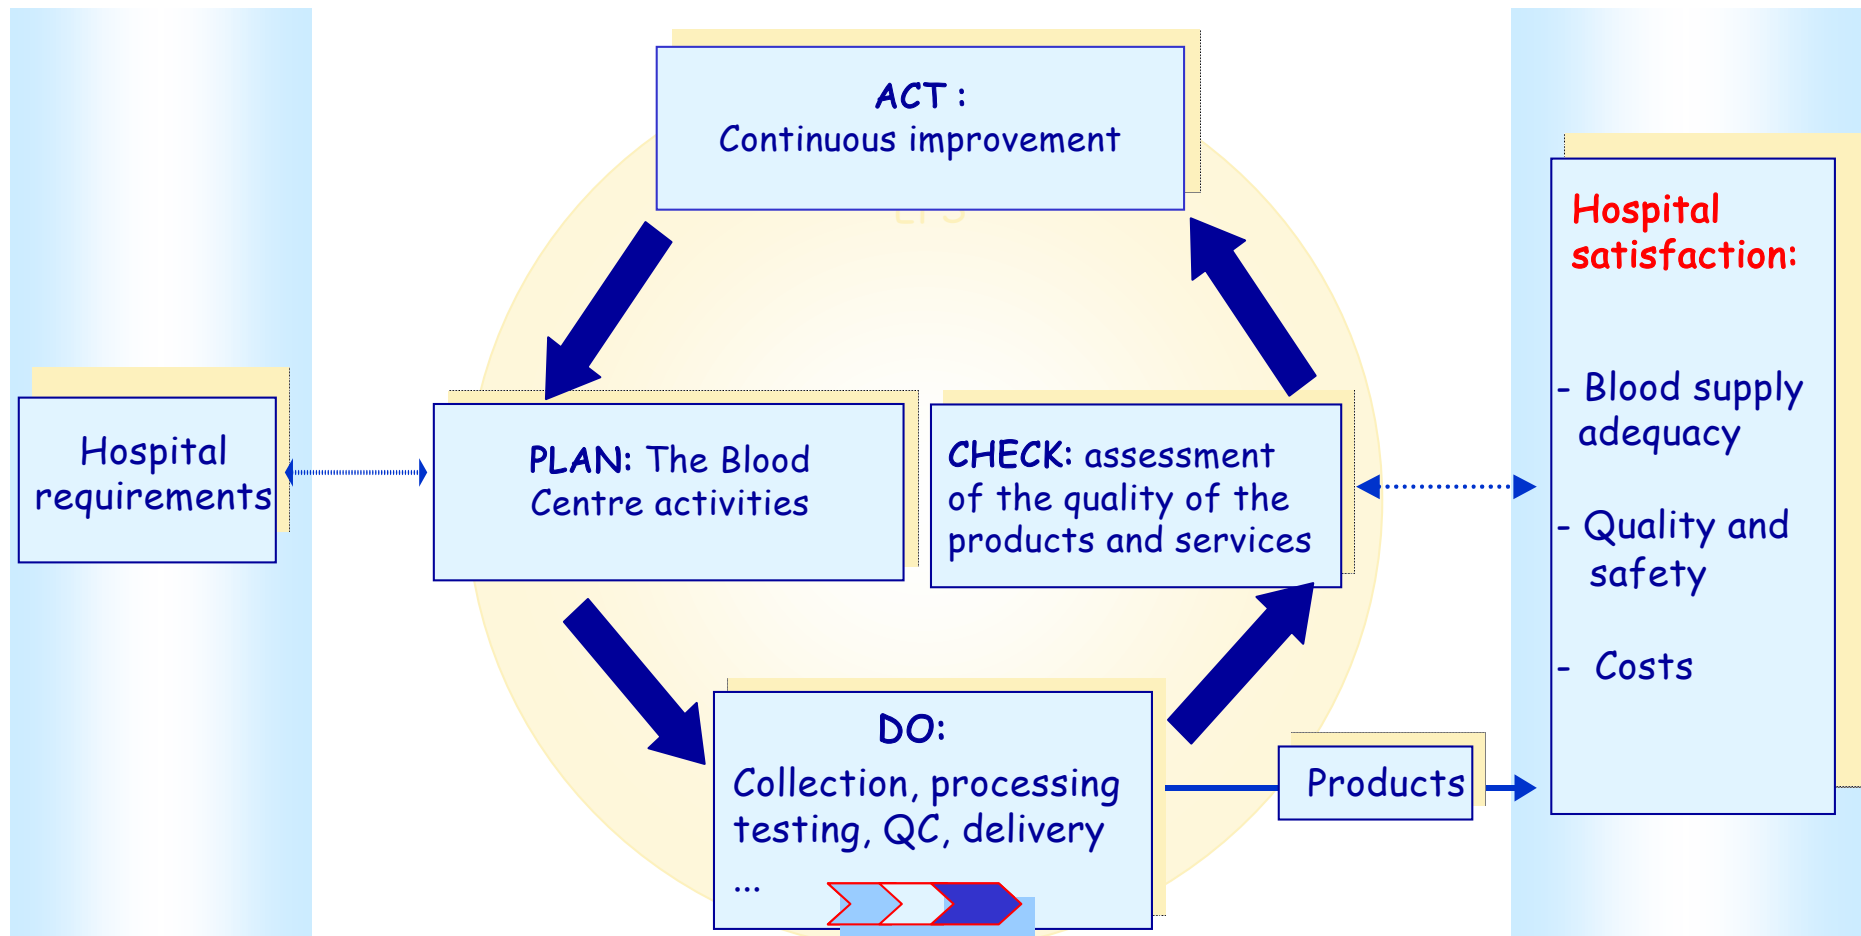 ACT :
Continuous improvement
Hospital
satisfaction:
- Blood supply
adequacy
- Quality and
safety
- Costs
Hospital
requirements
PLAN: The Blood
Centre activities
CHECK: assessment
of the quality of the
products and services
DO:
Collection, processing
testing, QC, delivery
...
Products